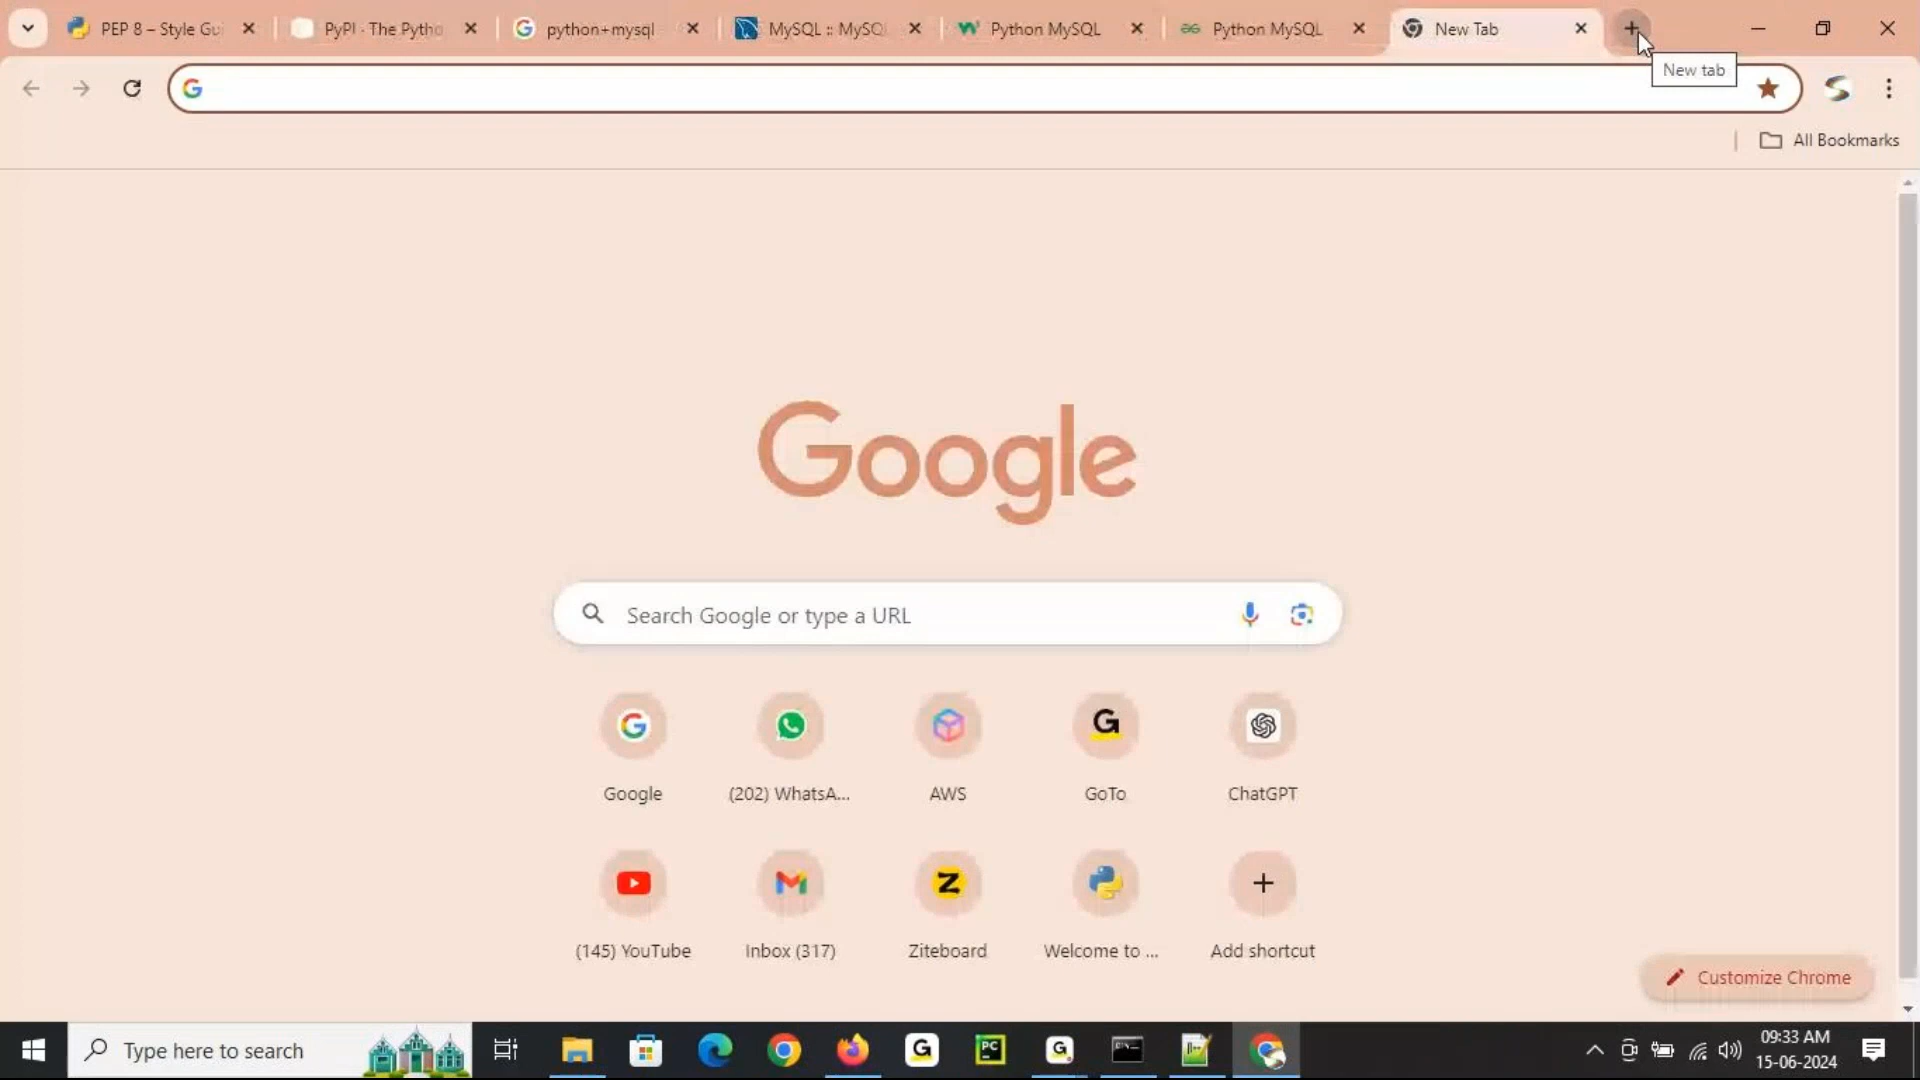 PEP 8 – Style Gu
PyPI · The Pytho
python+mysql
MySQL :: MySQ
Python MySQL
Python MySQL
New Tab
New tab
All Bookmarks
Google
Search Google or type a URL
Google
(202) WhatsA...
AWS
GoTo
ChatGPT
(145) YouTube
Inbox (317)
Ziteboard
Welcome to ...
Add shortcut
Customize Chrome
Type here to search
09:33 AM
15-06-2024